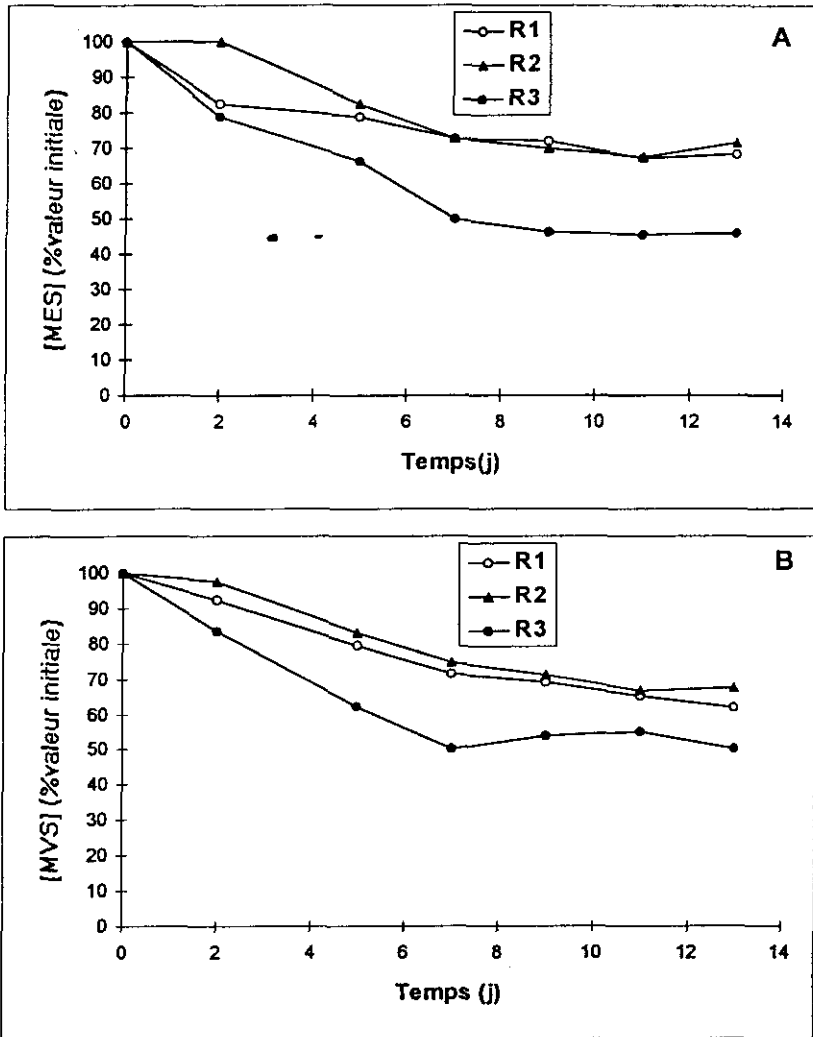 A
R1
R2
R3
[MES] (%valeur initiale)
100
90
80
70
60
50
40
30
20
10
0
0 2 4 6 8 10 12 14
Temps(j)
B
R1
R2
R3
[MVS] (%valeur initiale)
100
90
80
70
60
50
40
30
20
10
0
0 2 4 6 8 10 12 14
Temps (j)